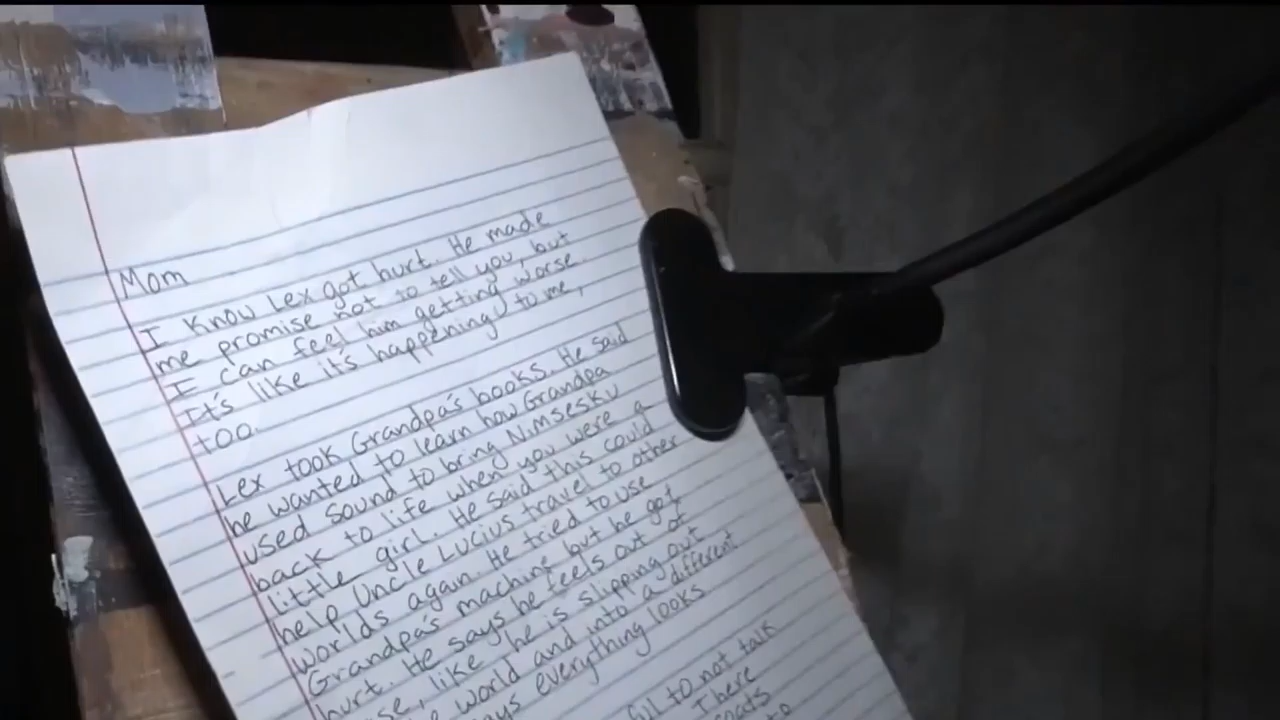 Mom
I know Lex got hurt. He made
me promise not to tell you, but
I can feel him getting worse.
It's like it's happening to me,
too.
Lex took Grandpa's books. He said
he wanted to learn how Grandpa
used sound to bring Nimsesku
back to life when you were a
little girl. He said this could
help Uncle Lucius travel to other
worlds again. He tried to use
Grandpa's machine but he got
hurt. He says he feels out of
like he is slipping out
world and into a different
everything looks
to not talk
There